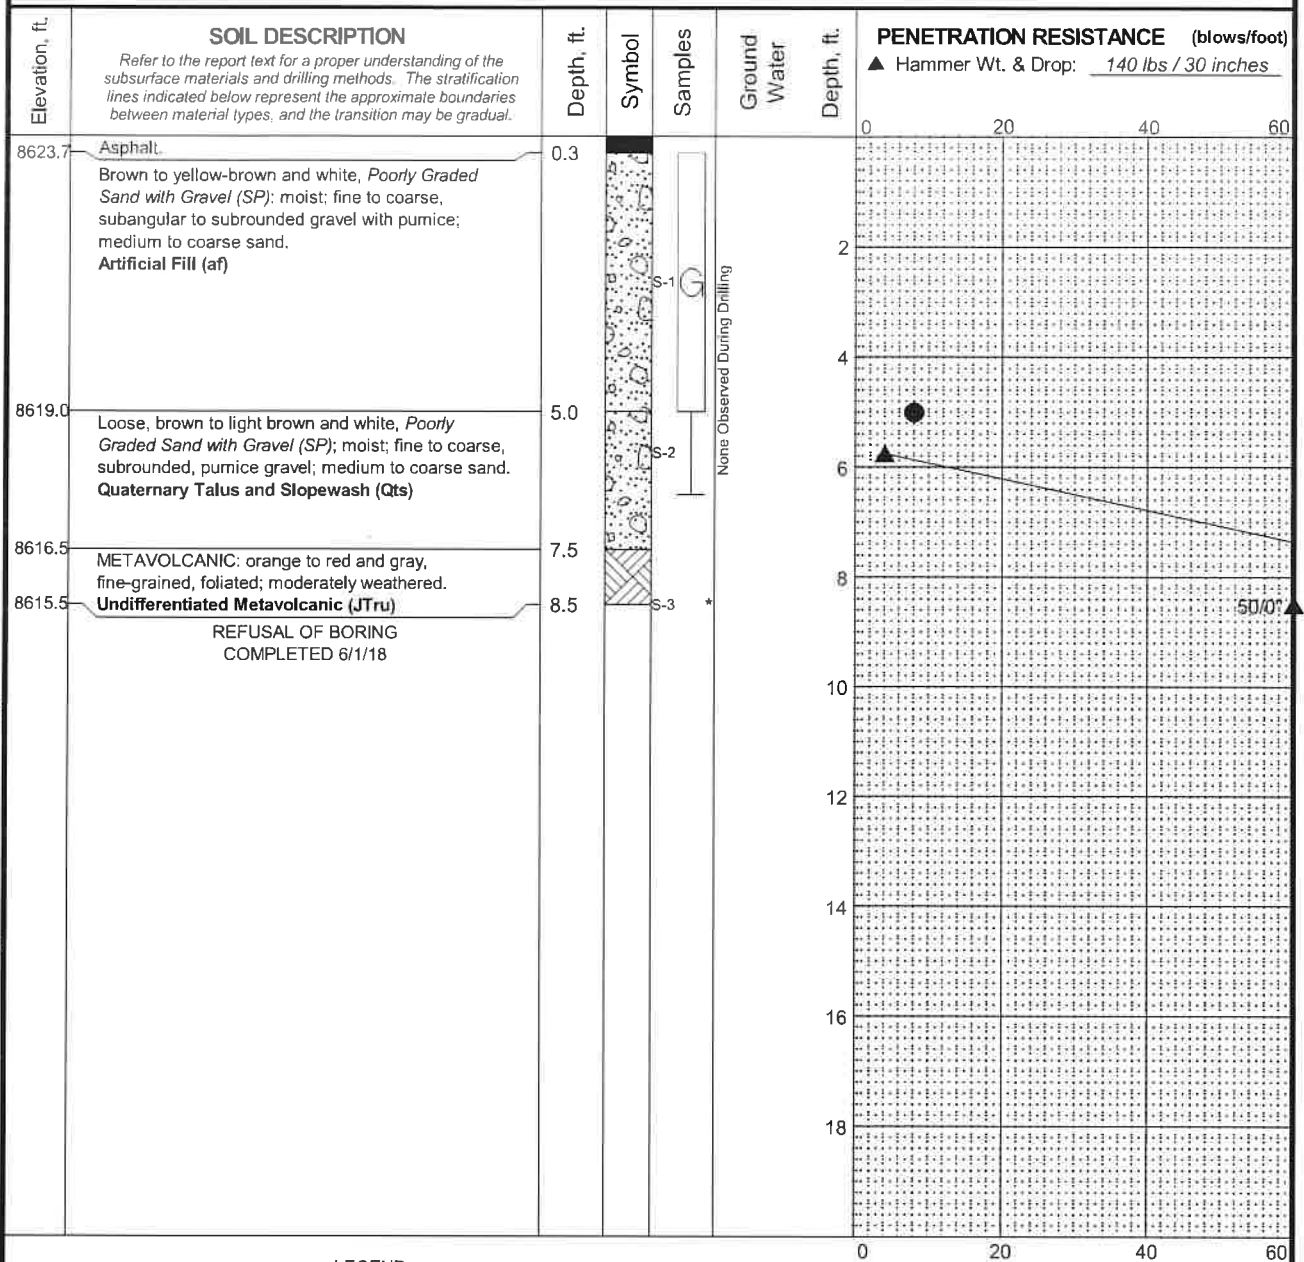 Elevation, ft.
SOIL DESCRIPTION
Refer to the report text for a proper understanding of the
subsurface materials and drilling methods. The stratification
lines indicated below represent the approximate boundaries
between material types, and the transition may be gradual.
Depth, ft.
Symbol
Samples
Ground
Water
Depth, ft.
PENETRATION RESISTANCE (blows/foot)
▲ Hammer Wt. & Drop: 140 lbs / 30 inches
0 20 40 60
8623.7 Asphalt. 0.3
Brown to yellow-brown and white, Poorly Graded
Sand with Gravel (SP): moist; fine to coarse,
subangular to subrounded gravel with pumice;
medium to coarse sand.
Artificial Fill (af)
S-1 G
None Observed During Drilling
2
4
8619.0 5.0
Loose, brown to light brown and white, Poorly
Graded Sand with Gravel (SP); moist; fine to coarse,
subrounded, pumice gravel; medium to coarse sand.
Quaternary Talus and Slopewash (Qts)
S-2
6
8616.5 7.5
METAVOLCANIC: orange to red and gray,
fine-grained, foliated; moderately weathered.
8
8615.5 Undifferentiated Metavolcanic (JTru) 8.5 S-3 * 50/0"
REFUSAL OF BORING
COMPLETED 6/1/18
10
12
14
16
18
0 20 40 60